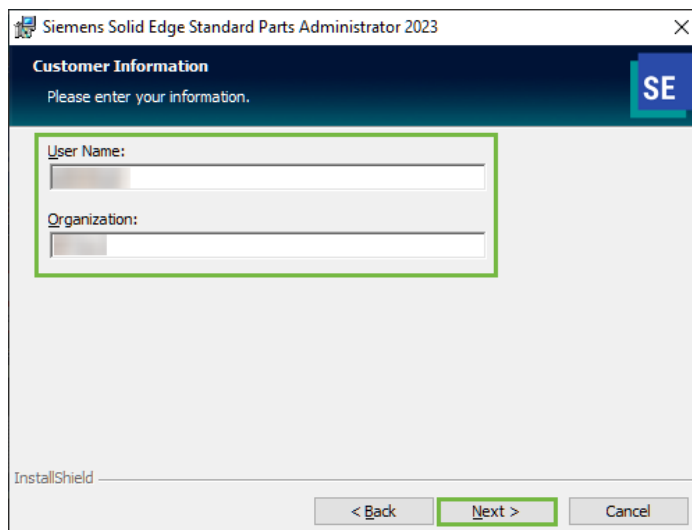 Siemens Solid Edge Standard Parts Administrator 2023
Customer Information
Please enter your information.
SE
User Name:
Organization:
InstallShield
< Back
Next >
Cancel